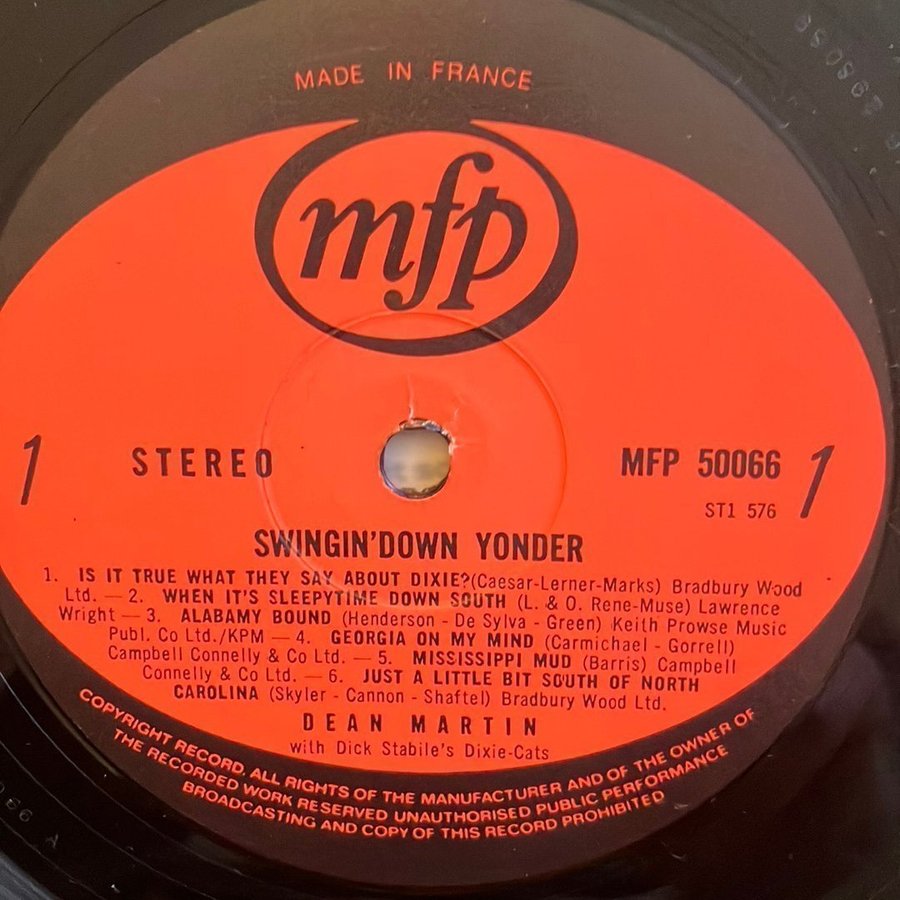 MADE IN FRANCE
mfp
1 STEREO MFP 50066 1
ST1 576
SWINGIN'DOWN YONDER
1. IS IT TRUE WHAT THEY SAY ABOUT DIXIE?(Caesar-Lerner-Marks) Bradbury Wood
Ltd. — 2. WHEN IT'S SLEEPYTIME DOWN SOUTH (L. & O. Rene-Muse) Lawrence
Wright — 3. ALABAMY BOUND (Henderson - De Sylva - Green) Keith Prowse Music
Publ. Co Ltd./KPM — 4. GEORGIA ON MY MIND (Carmichael - Gorrell)
Campbell Connelly & Co Ltd. — 5. MISSISSIPPI MUD (Barris) Campbell
Connelly & Co Ltd. — 6. JUST A LITTLE BIT SOUTH OF NORTH
CAROLINA (Skyler - Cannon - Shaftel) Bradbury Wood Ltd.
DEAN MARTIN
with Dick Stabile's Dixie-Cats
COPYRIGHT RECORD. ALL RIGHTS OF THE MANUFACTURER AND OF THE OWNER OF
THE RECORDED WORK RESERVED UNAUTHORISED PUBLIC PERFORMANCE
BROADCASTING AND COPY OF THIS RECORD PROHIBITED